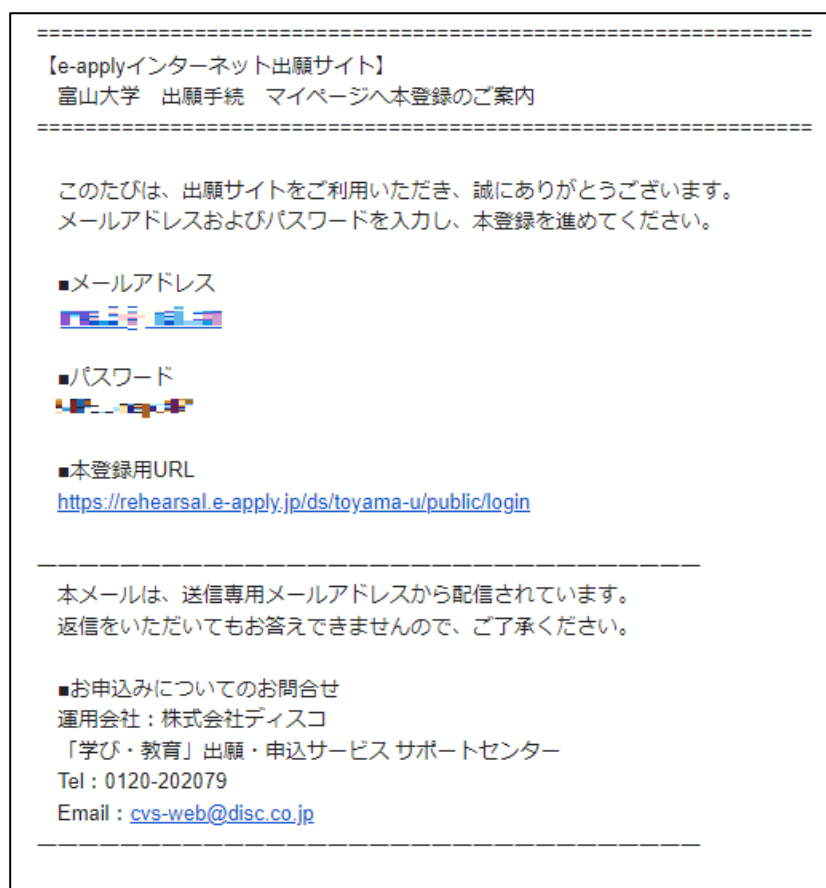 ==================================================================
【e-applyインターネット出願サイト】
富山大学　出願手続　マイページへ本登録のご案内
==================================================================
このたびは、出願サイトをご利用いただき、誠にありがとうございます。
メールアドレスおよびパスワードを入力し、本登録を進めてください。
■メールアドレス
■パスワード
■本登録用URL
https://rehearsal.e-apply.jp/ds/toyama-u/public/login
――――――――――――――――――――――――――――――――
本メールは、送信専用メールアドレスから配信されています。
返信をいただいてもお答えできませんので、ご了承ください。
■お申込みについてのお問合せ
運用会社：株式会社ディスコ
「学び・教育」出願・申込サービス サポートセンター
Tel：0120-202079
Email：cvs-web@disc.co.jp
――――――――――――――――――――――――――――――――